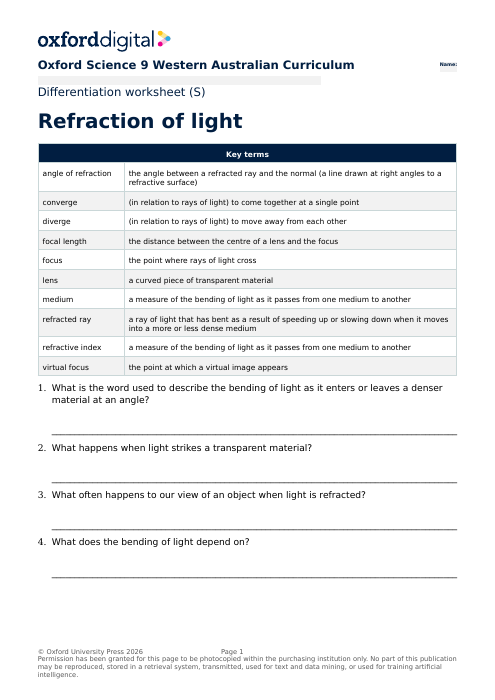 oxforddigital
Oxford Science 9 Western Australian Curriculum
Name:
Differentiation worksheet (S)
Refraction of light
Key terms
angle of refraction the angle between a refracted ray and the normal (a line drawn at right angles to a
refractive surface)
converge (in relation to rays of light) to come together at a single point
diverge (in relation to rays of light) to move away from each other
focal length the distance between the centre of a lens and the focus
focus the point where rays of light cross
lens a curved piece of transparent material
medium a measure of the bending of light as it passes from one medium to another
refracted ray a ray of light that has bent as a result of speeding up or slowing down when it moves
into a more or less dense medium
refractive index a measure of the bending of light as it passes from one medium to another
virtual focus the point at which a virtual image appears
1. What is the word used to describe the bending of light as it enters or leaves a denser
material at an angle?
2. What happens when light strikes a transparent material?
3. What often happens to our view of an object when light is refracted?
4. What does the bending of light depend on?
© Oxford University Press 2026 Page 1
Permission has been granted for this page to be photocopied within the purchasing institution only. No part of this publication
may be reproduced, stored in a retrieval system, transmitted, used for text and data mining, or used for training artificial
intelligence.